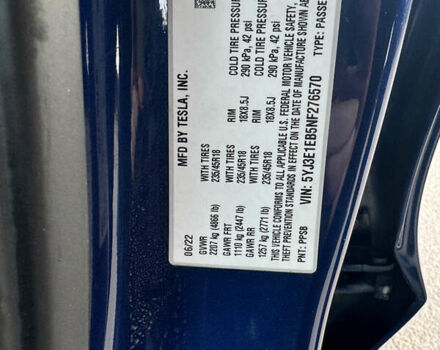 MFD BY TESLA, INC.
06/22
GVWR
2207 kg (4866 lb)
GAWR FRT
1110 kg (2447 lb)
WITH TIRES
235/45R18
RIM
18X8.5J
COLD TIRE PRESSURE
290 kPa, 42 psi
GAWR RR
1257 kg (2771 lb)
WITH TIRES
235/45R18
RIM
18X8.5J
COLD TIRE PRESSURE
290 kPa, 42 psi
THIS VEHICLE CONFORMS TO ALL APPLICABLE U.S. FEDERAL MOTOR VEHICLE SAFETY,
PREVENTION STANDARDS IN EFFECT ON THE DATE OF MANUFACTURE SHOWN
VIN: 5YJ3E1EB5NF276570
TYPE: PASSE
PNT: PPSB